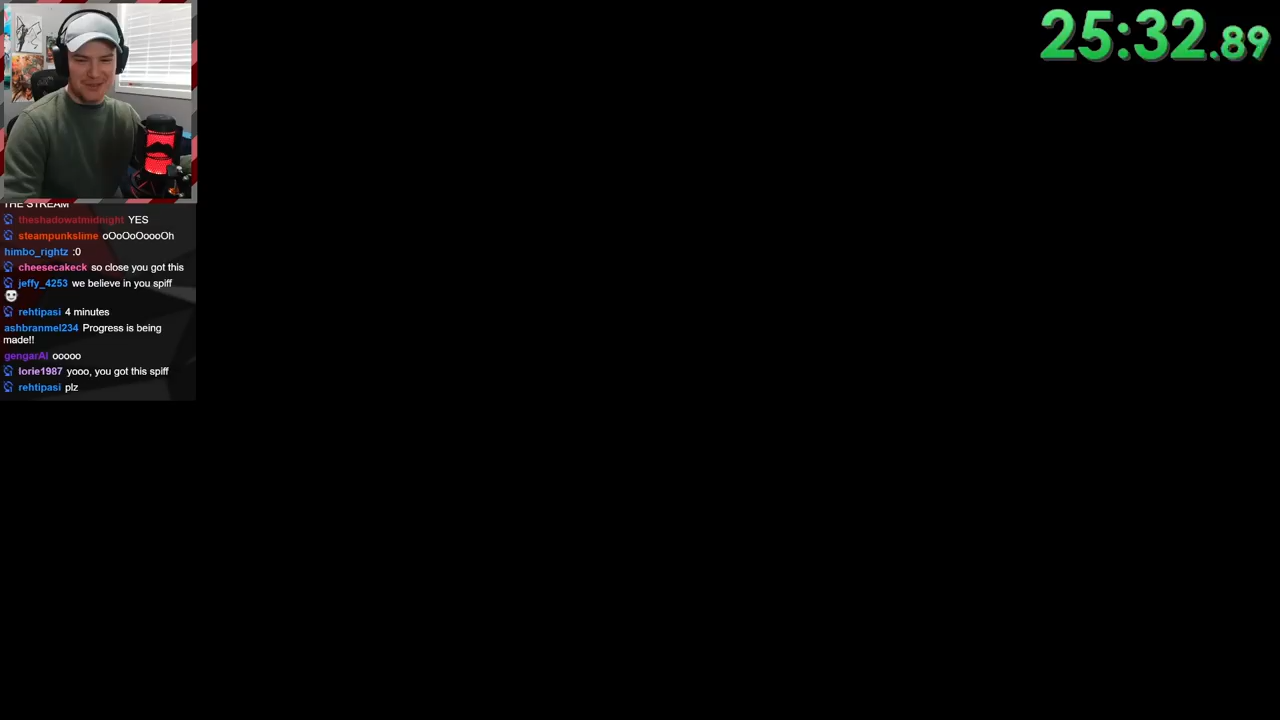 25:32.89
THE STREAM
theshadowatmidnight YES
steampunkslime oOoOoOoooOh
himbo_rightz :0
cheesecakeck so close you got this
jeffy_4253 we believe in you spiff
rehtipasi 4 minutes
ashbranmel234 Progress is being
made!!
gengarAI ooooo
lorie1987 yooo, you got this spiff
rehtipasi plz